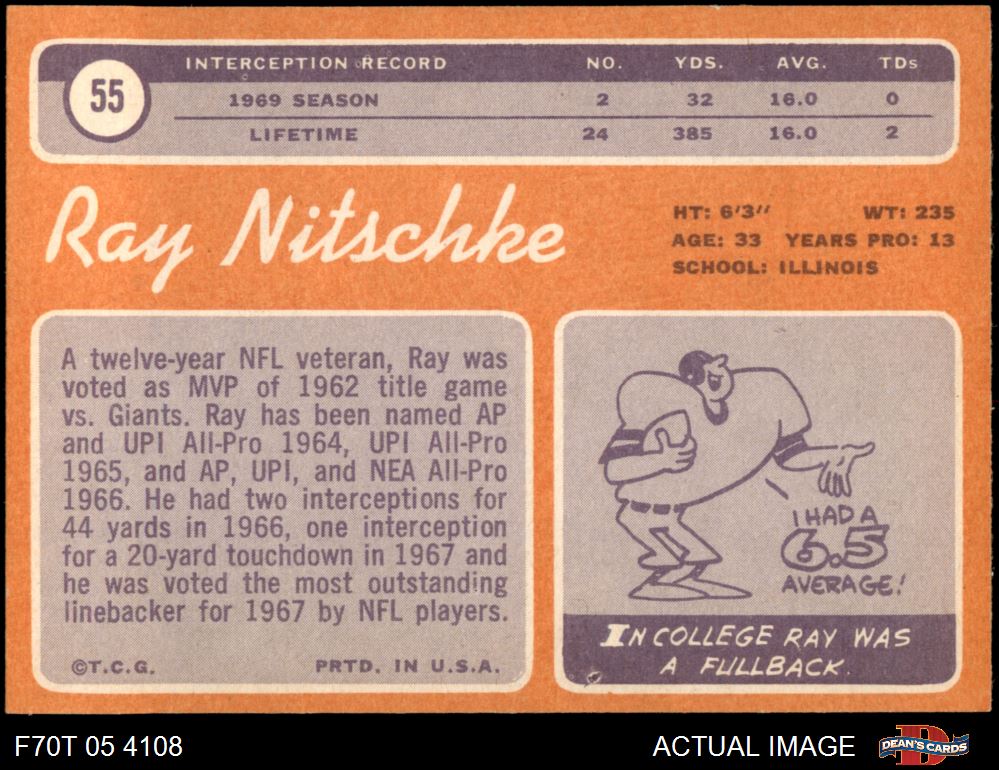 55
INTERCEPTION RECORD NO. YDS. AVG. TDs
1969 SEASON 2 32 16.0 0
LIFETIME 24 385 16.0 2
Ray Nitschke
HT: 6'3" WT: 235
AGE: 33 YEARS PRO: 13
SCHOOL: ILLINOIS
A twelve-year NFL veteran, Ray was
voted as MVP of 1962 title game
vs. Giants. Ray has been named AP
and UPI All-Pro 1964, UPI All-Pro
1965, and AP, UPI, and NEA All-Pro
1966. He had two interceptions for
44 yards in 1966, one interception
for a 20-yard touchdown in 1967 and
he was voted the most outstanding
linebacker for 1967 by NFL players.
©T.C.G. PRTD. IN U.S.A.
I HAD A
6.5
AVERAGE!
IN COLLEGE RAY WAS
A FULLBACK.
F70T 05 4108
ACTUAL IMAGE
DEAN'S CARDS